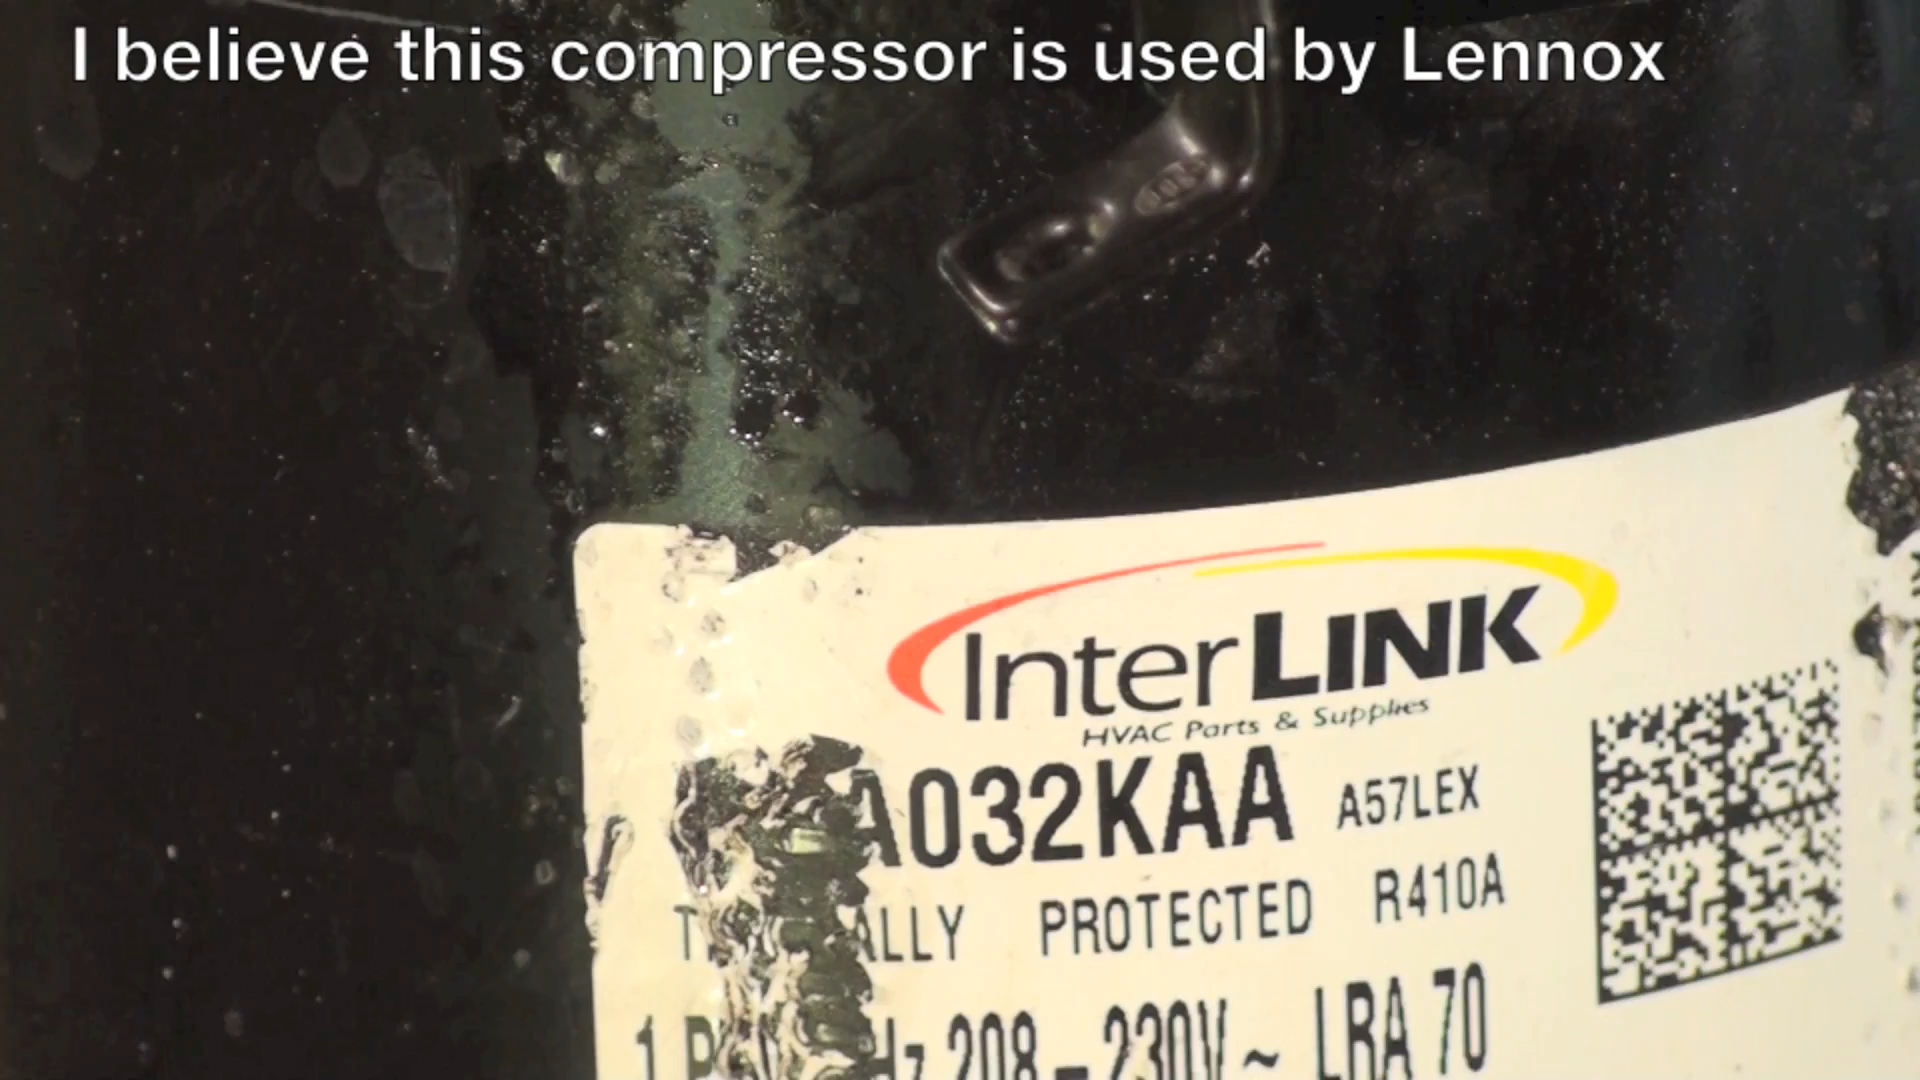 I believe this compressor is used by Lennox
InterLINK
HVAC Parts & Supplies
A032KAA A57LEX
PROTECTED R410A
208-230V~ LRA 70